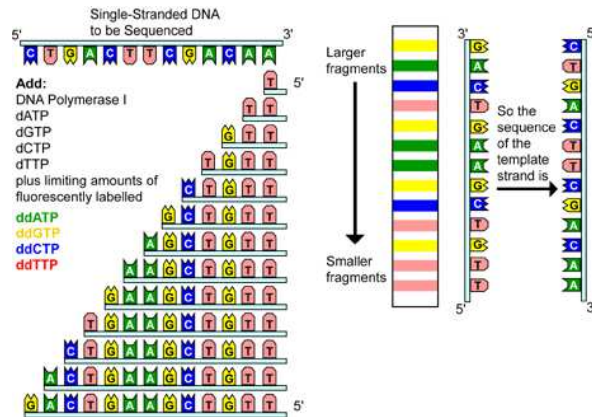 Single-Stranded DNA
to be Sequenced
5' 3'
C T G A C T T C G A C A A
Add:
DNA Polymerase I
dATP
dGTP
dCTP
dTTP
plus limiting amounts of
fluorescently labelled
ddATP
ddGTP
ddCTP
ddTTP
T 5'
T T
G T T
T G T T
C T G T T
G C T G T T
A G C T G T T
A A G C T G T T
G A A G C T G T T
T G A A G C T G T T
C T G A A G C T G T T
A C T G A A G C T G T T
G A C T G A A G C T G T T 5'
Larger
fragments
Smaller
fragments
3'
G
A
C
T
G
A
A
G
C
T
G
T
T
5'
So the
sequence
of the
template
strand is
5'
C
T
G
A
C
T
T
C
G
A
C
A
A
3'